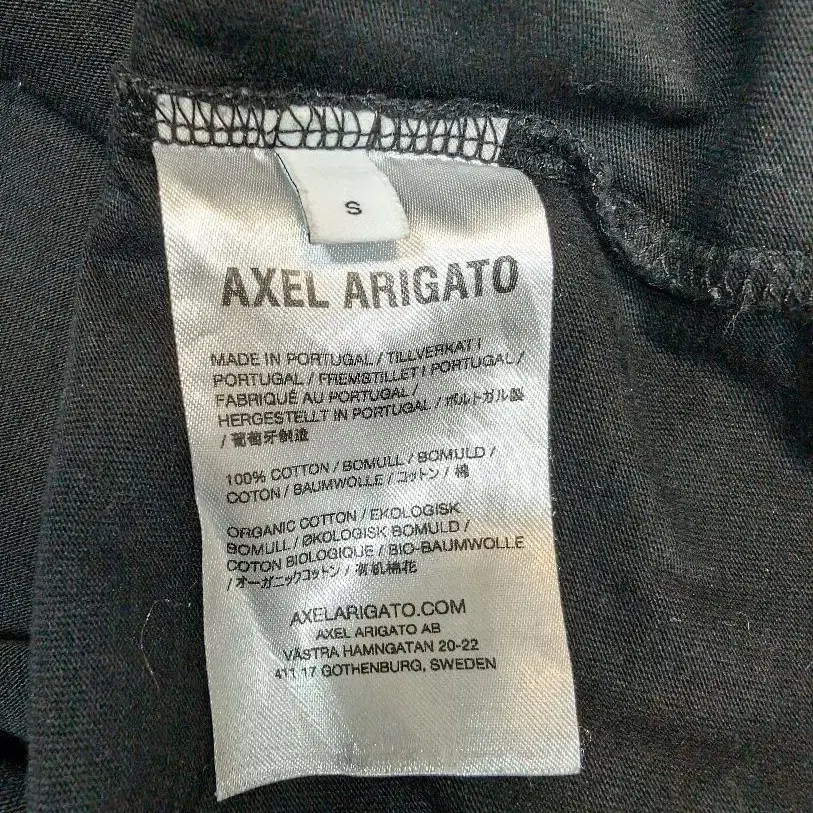 S
AXEL ARIGATO
MADE IN PORTUGAL / TILLVERKAT I
PORTUGAL / FREMSTILLET I PORTUGAL /
FABRIQUÉ AU PORTUGAL /
HERGESTELLT IN PORTUGAL / ポルトガル製
/ 葡萄牙制造
100% COTTON / BOMULL / BOMULD /
COTON / BAUMWOLLE / コットン / 棉
ORGANIC COTTON / EKOLOGISK
BOMULL / ØKOLOGISK BOMULD /
COTON BIOLOGIQUE / BIO-BAUMWOLLE
/ オーガニックコットン / 有机棉花
AXELARIGATO.COM
AXEL ARIGATO AB
VÄSTRA HAMNGATAN 20-22
411 17 GOTHENBURG, SWEDEN